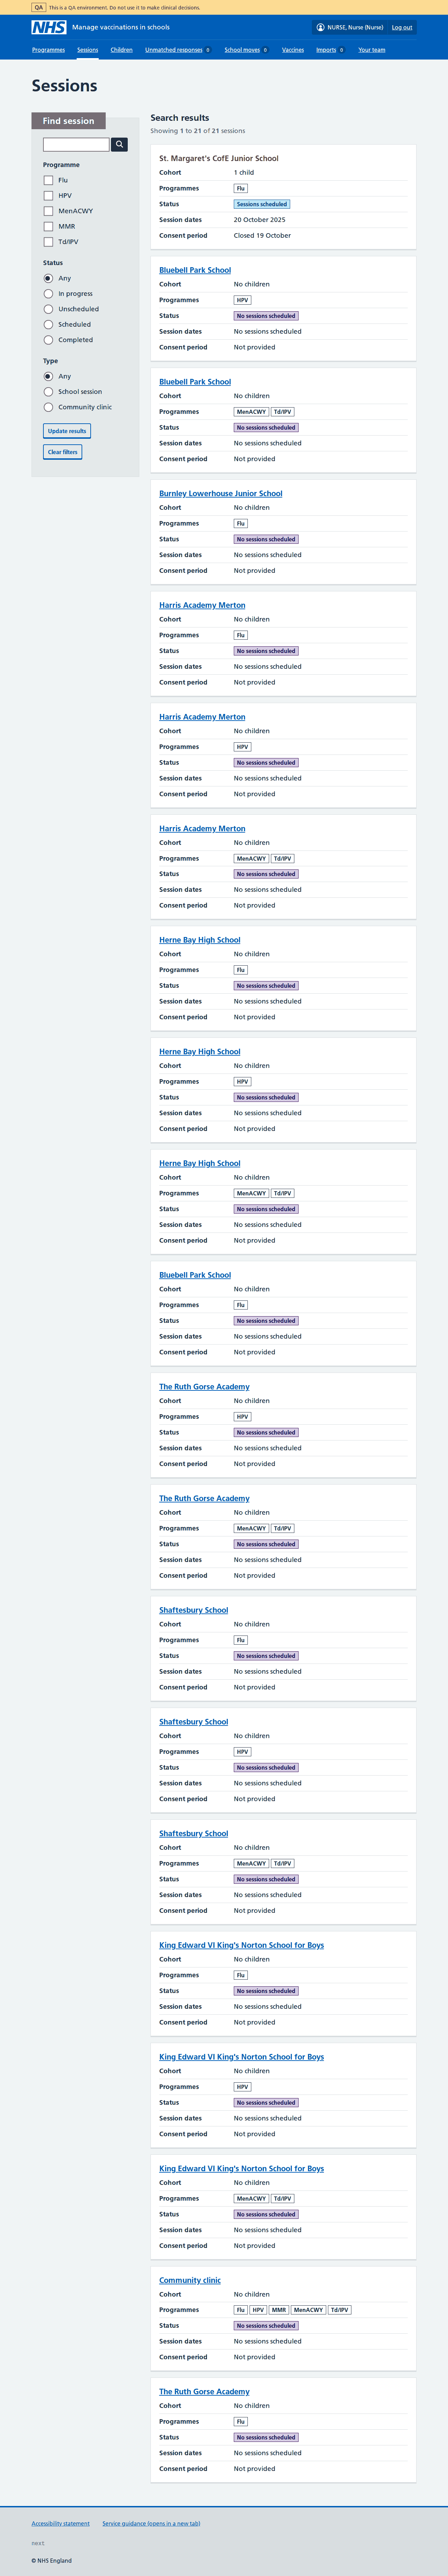 QA This is a QA environment. Do not use it to make clinical decisions.
NHS Manage vaccinations in schools
NURSE, Nurse (Nurse) Log out
Programmes Sessions Children Unmatched responses 0 School moves 0 Vaccines Imports 0 Your team
Sessions
Find session
Programme
Flu
HPV
MenACWY
MMR
Td/IPV
Status
Any
In progress
Unscheduled
Scheduled
Completed
Type
Any
School session
Community clinic
Update results
Clear filters
Search results
Showing 1 to 21 of 21 sessions
St. Margaret's CofE Junior School
Cohort 1 child
Programmes Flu
Status Sessions scheduled
Session dates 20 October 2025
Consent period Closed 19 October
Bluebell Park School
Cohort No children
Programmes HPV
Status No sessions scheduled
Session dates No sessions scheduled
Consent period Not provided
Bluebell Park School
Cohort No children
Programmes MenACWY Td/IPV
Status No sessions scheduled
Session dates No sessions scheduled
Consent period Not provided
Burnley Lowerhouse Junior School
Cohort No children
Programmes Flu
Status No sessions scheduled
Session dates No sessions scheduled
Consent period Not provided
Harris Academy Merton
Cohort No children
Programmes Flu
Status No sessions scheduled
Session dates No sessions scheduled
Consent period Not provided
Harris Academy Merton
Cohort No children
Programmes HPV
Status No sessions scheduled
Session dates No sessions scheduled
Consent period Not provided
Harris Academy Merton
Cohort No children
Programmes MenACWY Td/IPV
Status No sessions scheduled
Session dates No sessions scheduled
Consent period Not provided
Herne Bay High School
Cohort No children
Programmes Flu
Status No sessions scheduled
Session dates No sessions scheduled
Consent period Not provided
Herne Bay High School
Cohort No children
Programmes HPV
Status No sessions scheduled
Session dates No sessions scheduled
Consent period Not provided
Herne Bay High School
Cohort No children
Programmes MenACWY Td/IPV
Status No sessions scheduled
Session dates No sessions scheduled
Consent period Not provided
Bluebell Park School
Cohort No children
Programmes Flu
Status No sessions scheduled
Session dates No sessions scheduled
Consent period Not provided
The Ruth Gorse Academy
Cohort No children
Programmes HPV
Status No sessions scheduled
Session dates No sessions scheduled
Consent period Not provided
The Ruth Gorse Academy
Cohort No children
Programmes MenACWY Td/IPV
Status No sessions scheduled
Session dates No sessions scheduled
Consent period Not provided
Shaftesbury School
Cohort No children
Programmes Flu
Status No sessions scheduled
Session dates No sessions scheduled
Consent period Not provided
Shaftesbury School
Cohort No children
Programmes HPV
Status No sessions scheduled
Session dates No sessions scheduled
Consent period Not provided
Shaftesbury School
Cohort No children
Programmes MenACWY Td/IPV
Status No sessions scheduled
Session dates No sessions scheduled
Consent period Not provided
King Edward VI King's Norton School for Boys
Cohort No children
Programmes Flu
Status No sessions scheduled
Session dates No sessions scheduled
Consent period Not provided
King Edward VI King's Norton School for Boys
Cohort No children
Programmes HPV
Status No sessions scheduled
Session dates No sessions scheduled
Consent period Not provided
King Edward VI King's Norton School for Boys
Cohort No children
Programmes MenACWY Td/IPV
Status No sessions scheduled
Session dates No sessions scheduled
Consent period Not provided
Community clinic
Cohort No children
Programmes Flu HPV MMR MenACWY Td/IPV
Status No sessions scheduled
Session dates No sessions scheduled
Consent period Not provided
The Ruth Gorse Academy
Cohort No children
Programmes Flu
Status No sessions scheduled
Session dates No sessions scheduled
Consent period Not provided
Accessibility statement Service guidance (opens in a new tab)
next
© NHS England